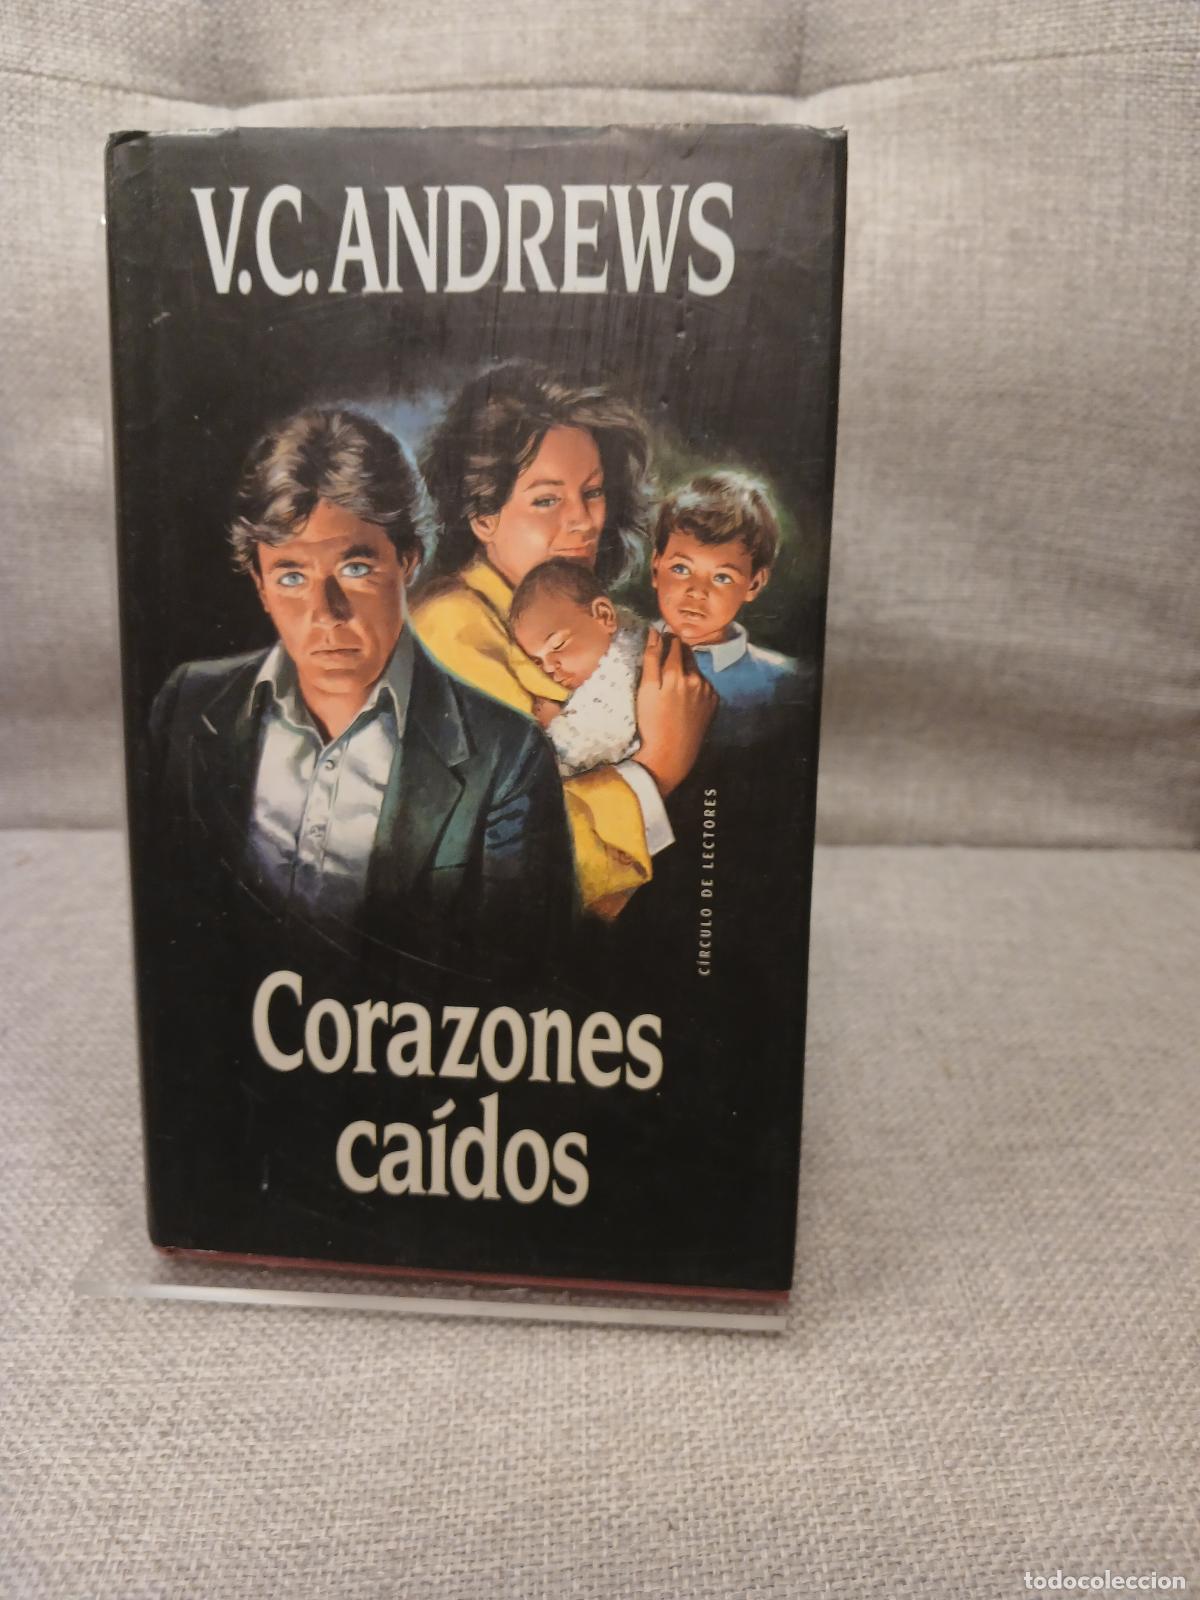 V.C. ANDREWS
CÍRCULO DE LECTORES
Corazones
caídos
todocoleccion